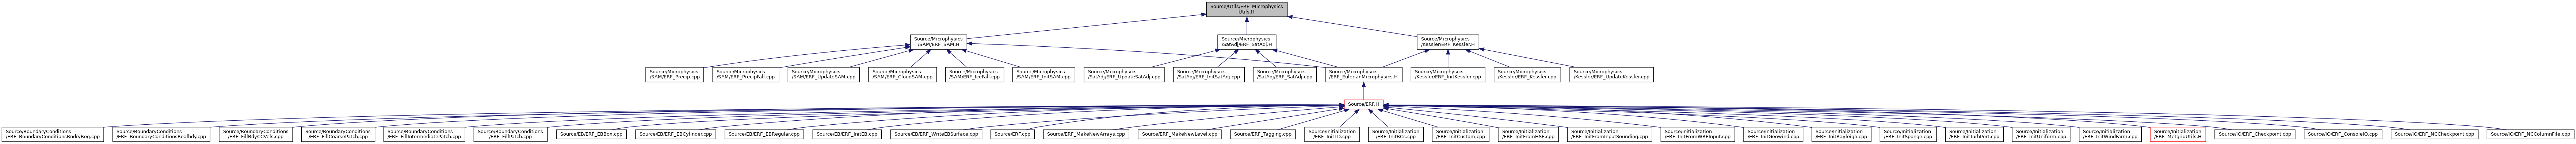 Source/Utils/ERF_Microphysics
Utils.H
Source/Microphysics
/SAM/ERF_SAM.H
Source/Microphysics
/SatAdj/ERF_SatAdj.H
Source/Microphysics
/Kessler/ERF_Kessler.H
Source/Microphysics
/SAM/ERF_Precip.cpp
Source/Microphysics
/SAM/ERF_PrecipFall.cpp
Source/Microphysics
/SAM/ERF_UpdateSAM.cpp
Source/Microphysics
/SAM/ERF_CloudSAM.cpp
Source/Microphysics
/SAM/ERF_IceFall.cpp
Source/Microphysics
/SAM/ERF_InitSAM.cpp
Source/Microphysics
/SatAdj/ERF_UpdateSatAdj.cpp
Source/Microphysics
/SatAdj/ERF_InitSatAdj.cpp
Source/Microphysics
/SatAdj/ERF_SatAdj.cpp
Source/Microphysics
/ERF_EulerianMicrophysics.H
Source/Microphysics
/Kessler/ERF_InitKessler.cpp
Source/Microphysics
/Kessler/ERF_Kessler.cpp
Source/Microphysics
/Kessler/ERF_UpdateKessler.cpp
Source/ERF.H
Source/BoundaryConditions
/ERF_BoundaryConditionsBndryReg.cpp
Source/BoundaryConditions
/ERF_BoundaryConditionsRealbdy.cpp
Source/BoundaryConditions
/ERF_FillBdyCCVels.cpp
Source/BoundaryConditions
/ERF_FillCoarsePatch.cpp
Source/BoundaryConditions
/ERF_FillIntermediatePatch.cpp
Source/BoundaryConditions
/ERF_FillPatch.cpp
Source/EB/ERF_EBBox.cpp
Source/EB/ERF_EBCylinder.cpp
Source/EB/ERF_EBRegular.cpp
Source/EB/ERF_InitEB.cpp
Source/EB/ERF_WriteEBSurface.cpp
Source/ERF.cpp
Source/ERF_MakeNewArrays.cpp
Source/ERF_MakeNewLevel.cpp
Source/ERF_Tagging.cpp
Source/Initialization
/ERF_Init1D.cpp
Source/Initialization
/ERF_InitBCs.cpp
Source/Initialization
/ERF_InitCustom.cpp
Source/Initialization
/ERF_InitFromHSE.cpp
Source/Initialization
/ERF_InitFromInputSounding.cpp
Source/Initialization
/ERF_InitFromWRFInput.cpp
Source/Initialization
/ERF_InitGeowind.cpp
Source/Initialization
/ERF_InitRayleigh.cpp
Source/Initialization
/ERF_InitSponge.cpp
Source/Initialization
/ERF_InitTurbPert.cpp
Source/Initialization
/ERF_InitUniform.cpp
Source/Initialization
/ERF_InitWindFarm.cpp
Source/Initialization
/ERF_MetgridUtils.H
Source/IO/ERF_Checkpoint.cpp
Source/IO/ERF_ConsoleIO.cpp
Source/IO/ERF_NCCheckpoint.cpp
Source/IO/ERF_NCColumnFile.cpp